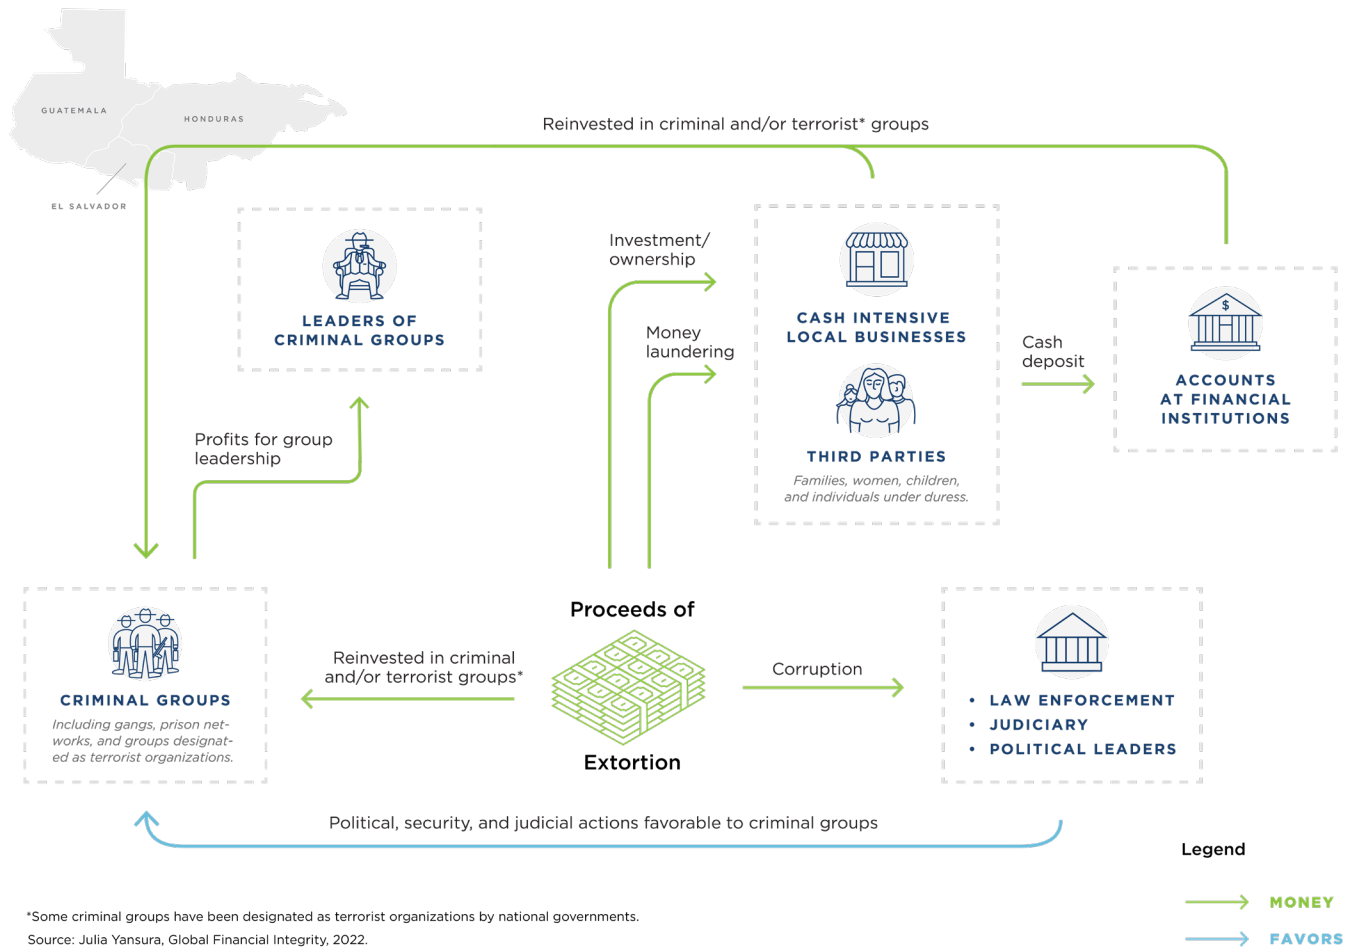 GUATEMALA
HONDURAS
EL SALVADOR
Reinvested in criminal and/or terrorist* groups
LEADERS OF
CRIMINAL GROUPS
Investment/
ownership
Money
laundering
CASH INTENSIVE
LOCAL BUSINESSES
THIRD PARTIES
Families, women, children,
and individuals under duress.
Cash
deposit
$
ACCOUNTS
AT FINANCIAL
INSTITUTIONS
Profits for group
leadership
CRIMINAL GROUPS
Including gangs, prison net-
works, and groups designat-
ed as terrorist organizations.
Reinvested in criminal
and/or terrorist groups*
Proceeds of
Extortion
Corruption
• LAW ENFORCEMENT
• JUDICIARY
• POLITICAL LEADERS
Political, security, and judicial actions favorable to criminal groups
Legend
MONEY
FAVORS
*Some criminal groups have been designated as terrorist organizations by national governments.
Source: Julia Yansura, Global Financial Integrity, 2022.